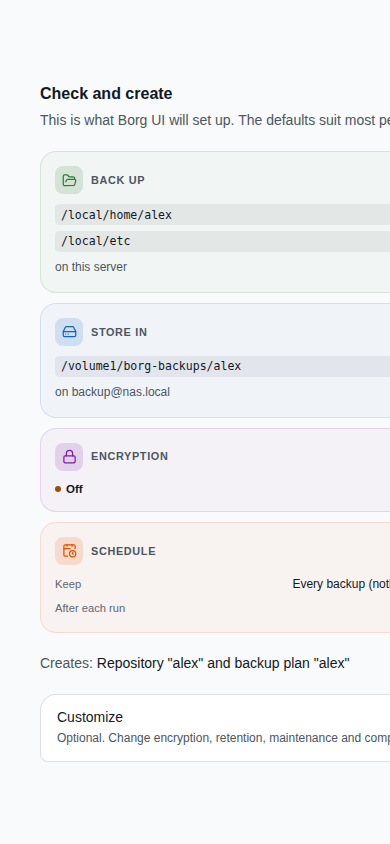 Check and create
This is what Borg UI will set up. The defaults suit most
BACK UP
/local/home/alex
/local/etc
on this server
STORE IN
/volume1/borg-backups/alex
on backup@nas.local
ENCRYPTION
Off
SCHEDULE
Keep Every backup
After each run
Creates: Repository "alex" and backup plan "alex"
Customize
Optional. Change encryption, retention, maintenance and